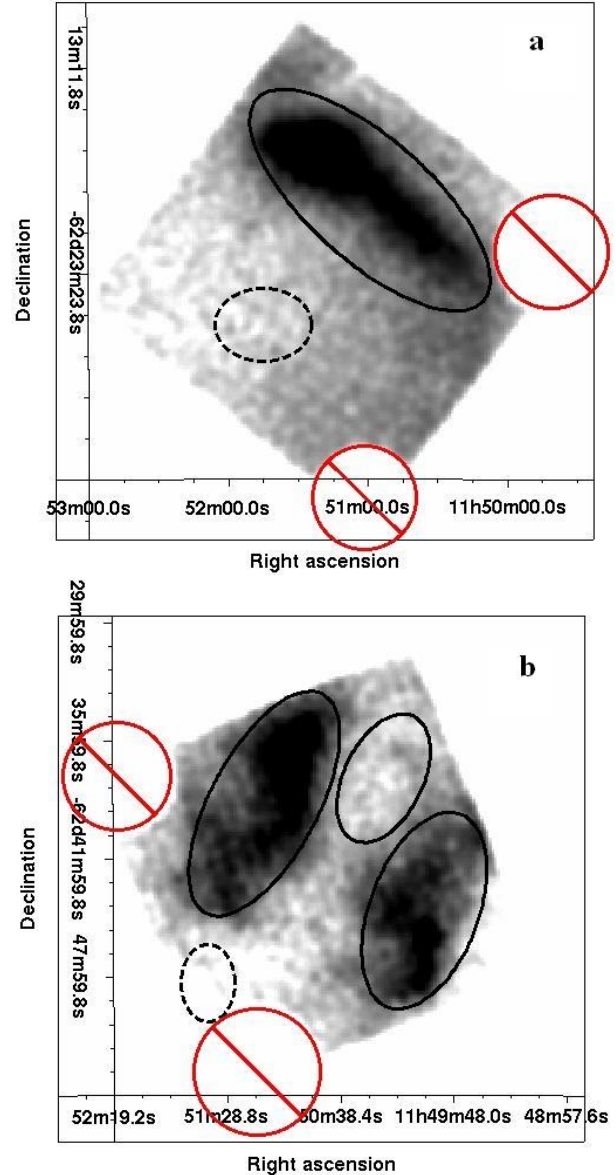 a
13m11.8s
-62d23m23.8s
Declination
53m00.0s 52m00.0s 51m00.0s 11h50m00.0s
Right ascension
b
29m59.8s
35m59.8s
-62d41m59.8s
47m59.8s
Declination
52m19.2s 51m28.8s 50m38.4s 11h49m48.0s 48m57.6s
Right ascension